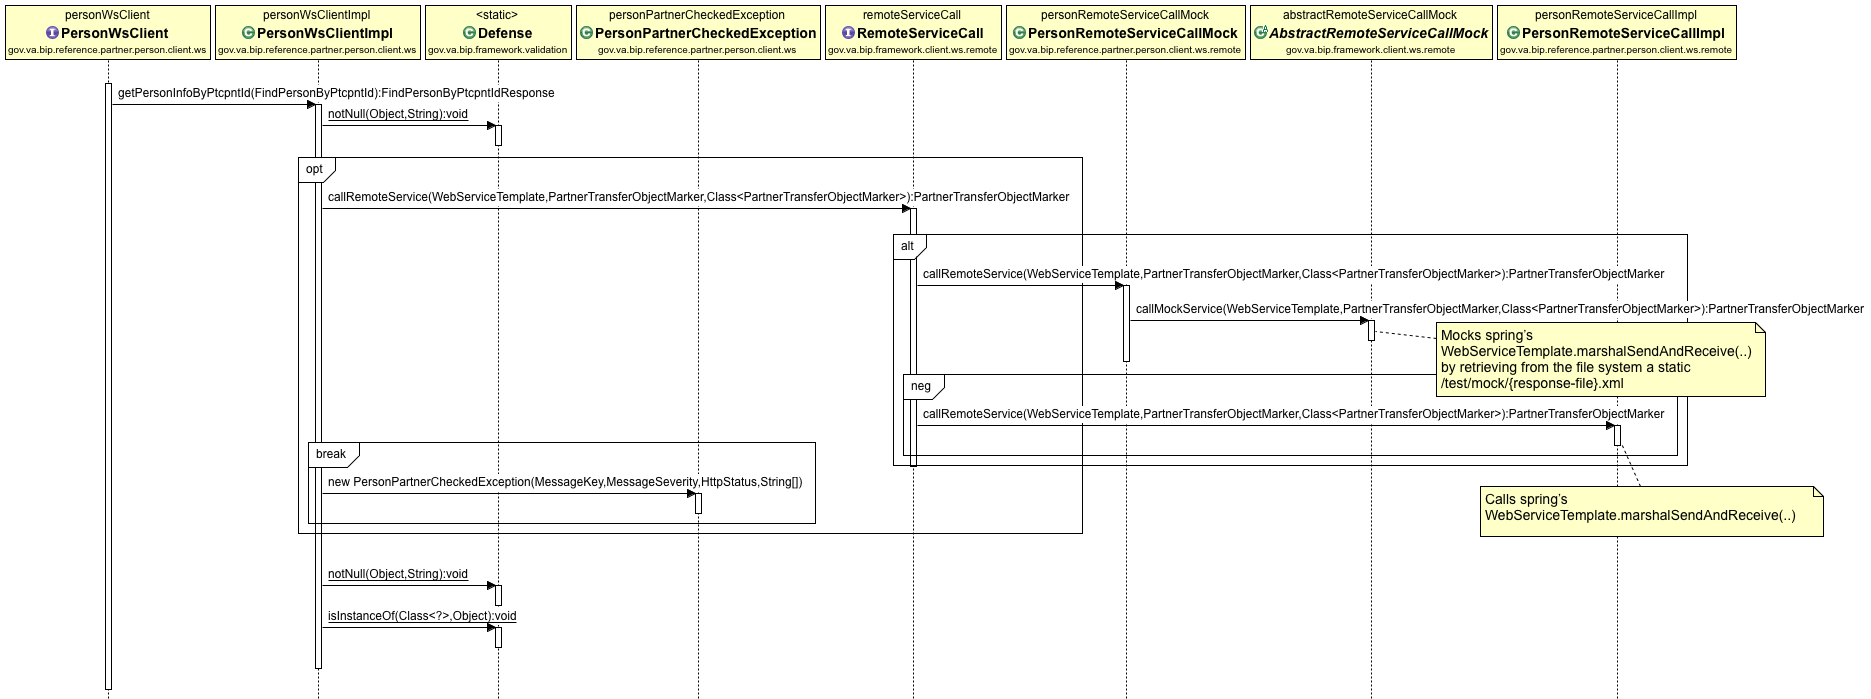 personWsClient
PersonWsClient
gov.va.bip.reference.partner.person.client.ws
personWsClientImpl
PersonWsClientImpl
gov.va.bip.reference.partner.person.client.ws
<static>
Defense
gov.va.bip.framework.validation
personPartnerCheckedException
PersonPartnerCheckedException
gov.va.bip.reference.partner.person.client.ws
remoteServiceCall
RemoteServiceCall
gov.va.bip.framework.client.ws.remote
personRemoteServiceCallMock
PersonRemoteServiceCallMock
gov.va.bip.reference.partner.person.client.ws.remote
abstractRemoteServiceCallMock
AbstractRemoteServiceCallMock
gov.va.bip.framework.client.ws.remote
personRemoteServiceCallImpl
PersonRemoteServiceCallImpl
gov.va.bip.reference.partner.person.client.ws.remote
getPersonInfoByPtcpntId(FindPersonByPtcpntId):FindPersonByPtcpntIdResponse
notNull(Object,String):void
opt
callRemoteService(WebServiceTemplate,PartnerTransferObjectMarker,Class<PartnerTransferObjectMarker>):PartnerTransferObjectMarker
alt
callRemoteService(WebServiceTemplate,PartnerTransferObjectMarker,Class<PartnerTransferObjectMarker>):PartnerTransferObjectMarker
callMockService(WebServiceTemplate,PartnerTransferObjectMarker,Class<PartnerTransferObjectMarker>):PartnerTransferObjectMarker
Mocks spring's
WebServiceTemplate.marshalSendAndReceive(..)
by retrieving from the file system a static
/test/mock/{response-file}.xml
neg
callRemoteService(WebServiceTemplate,PartnerTransferObjectMarker,Class<PartnerTransferObjectMarker>):PartnerTransferObjectMarker
break
new PersonPartnerCheckedException(MessageKey,MessageSeverity,HttpStatus,String[])
Calls spring's
WebServiceTemplate.marshalSendAndReceive(..)
notNull(Object,String):void
isInstanceOf(Class<?>,Object):void